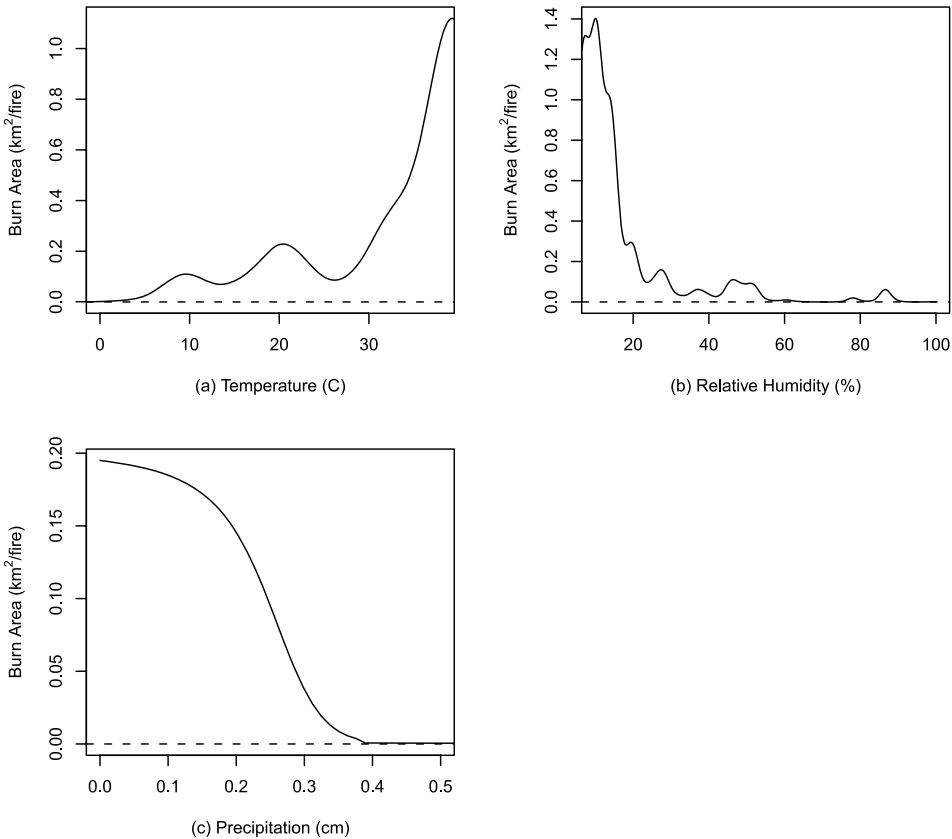 Burn Area (km²/fire)
0.0 0.2 0.4 0.6 0.8 1.0
0 10 20 30
(a) Temperature (C)
Burn Area (km²/fire)
0.0 0.2 0.4 0.6 0.8 1.0 1.2 1.4
20 40 60 80 100
(b) Relative Humidity (%)
Burn Area (km²/fire)
0.00 0.05 0.10 0.15 0.20
0.0 0.1 0.2 0.3 0.4 0.5
(c) Precipitation (cm)